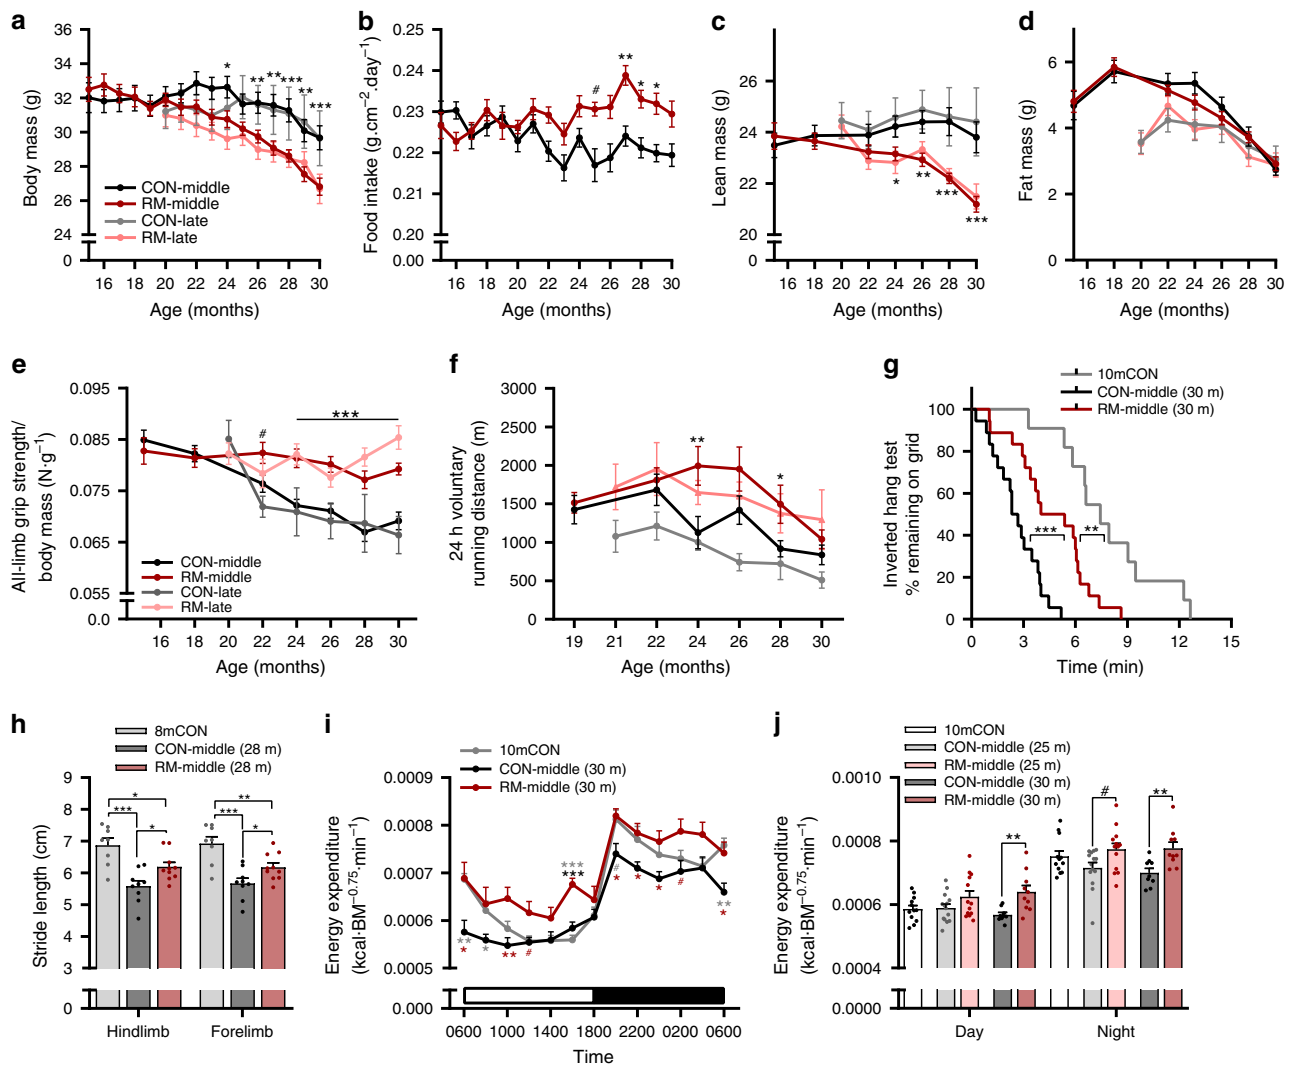 a
Body mass (g)
36
34
32
30
28
26
24
0
* ** ** *** ** ***
CON-middle
RM-middle
CON-late
RM-late
16 18 20 22 24 26 28 30
Age (months)
b
Food intake (g.cm⁻².day⁻¹)
0.25
0.24
0.23
0.22
0.21
0.20
0.00
# ** * *
16 18 20 22 24 26 28 30
Age (months)
c
Lean mass (g)
26
24
22
20
0
* ** *** ***
16 18 20 22 24 26 28 30
Age (months)
d
Fat mass (g)
6
4
2
0
16 18 20 22 24 26 28 30
Age (months)
e
All-limb grip strength/
body mass (N·g⁻¹)
0.095
0.085
0.075
0.065
0.055
0.0
# ***
CON-middle
RM-middle
CON-late
RM-late
16 18 20 22 24 26 28 30
Age (months)
f
24 h voluntary
running distance (m)
3000
2500
2000
1500
1000
500
0
** *
19 21 22 24 26 28 30
Age (months)
g
10mCON
CON-middle (30 m)
RM-middle (30 m)
Inverted hang test
% remaining on grid
100
80
60
40
20
0
*** **
0 3 6 9 12 15
Time (min)
h
8mCON
CON-middle (28 m)
RM-middle (28 m)
Stride length (cm)
9
8
7
6
5
4
3
0
* *** *
** *** *
Hindlimb Forelimb
i
10mCON
CON-middle (30 m)
RM-middle (30 m)
Energy expenditure
(kcal·BM⁻⁰·⁷⁵·min⁻¹)
0.0009
0.0008
0.0007
0.0006
0.0005
0.000
***
***
** * # * * * # **
* ** # *
0600 1000 1400 1800 2200 0200 0600
Time
j
10mCON
CON-middle (25 m)
RM-middle (25 m)
CON-middle (30 m)
RM-middle (30 m)
Energy expenditure
(kcal·BM⁻⁰·⁷⁵·min⁻¹)
0.0010
0.0008
0.0006
0.0004
0.0000
** # **
Day Night